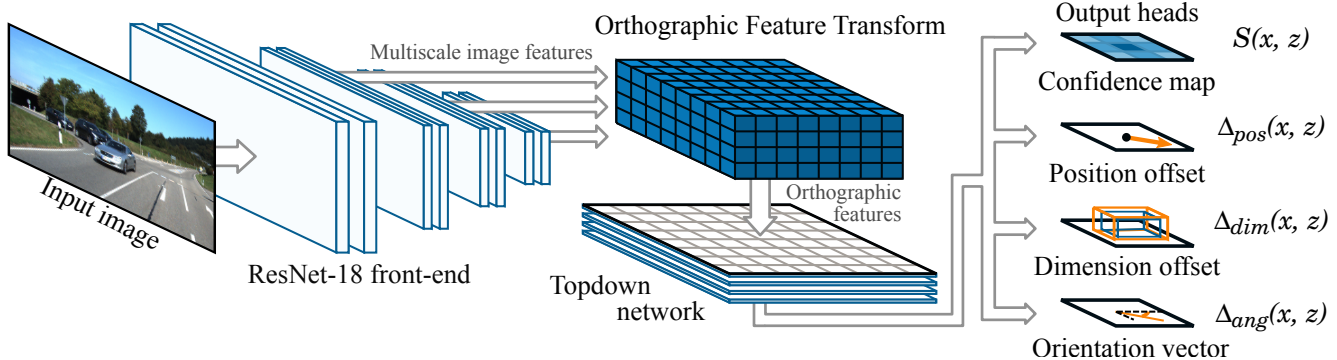 Input image
ResNet-18 front-end
Multiscale image features
Orthographic Feature Transform
Orthographic
features
Topdown
network
Output heads
S(x, z)
Confidence map
Δpos(x, z)
Position offset
Δdim(x, z)
Dimension offset
Δang(x, z)
Orientation vector